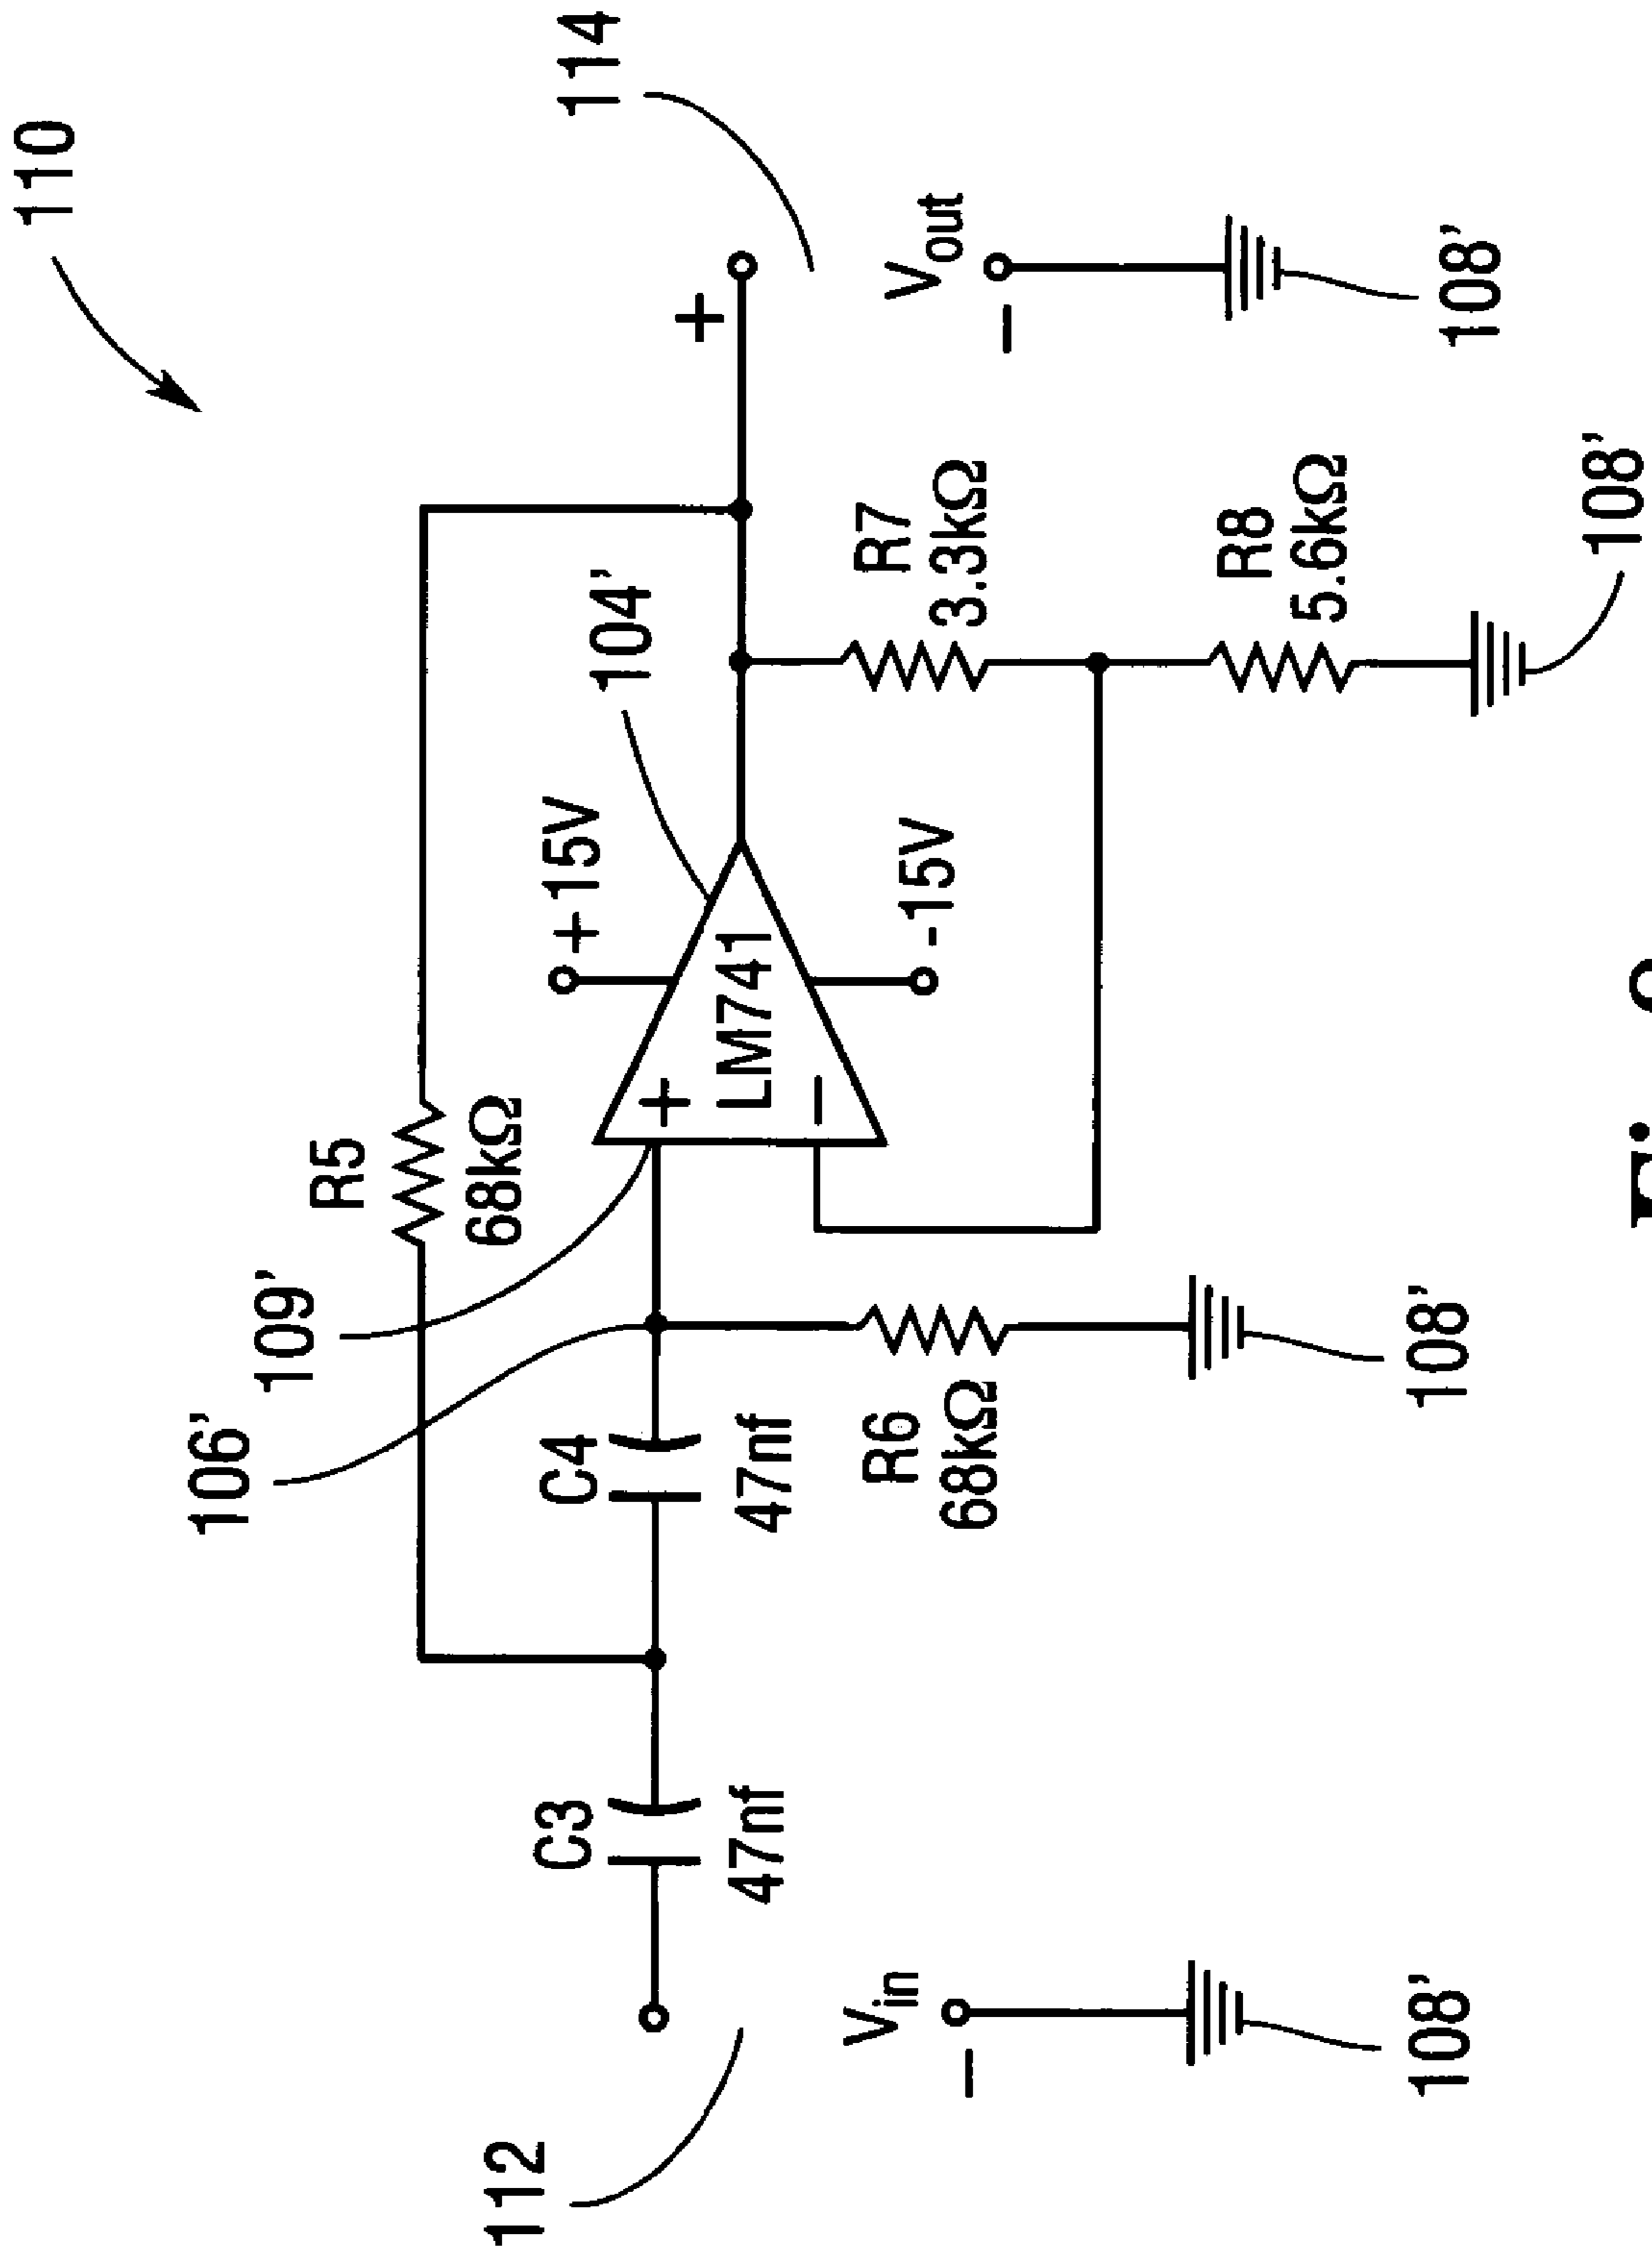 110
114
+
Vout
−
108'
R5
68kΩ
104'
+15V
LM741
+
−
-15V
R7
3.3kΩ
R8
5.6kΩ
108'
109'
106'
C4
47nf
R6
68kΩ
108'
C3
47nf
112
Vin
−
108'